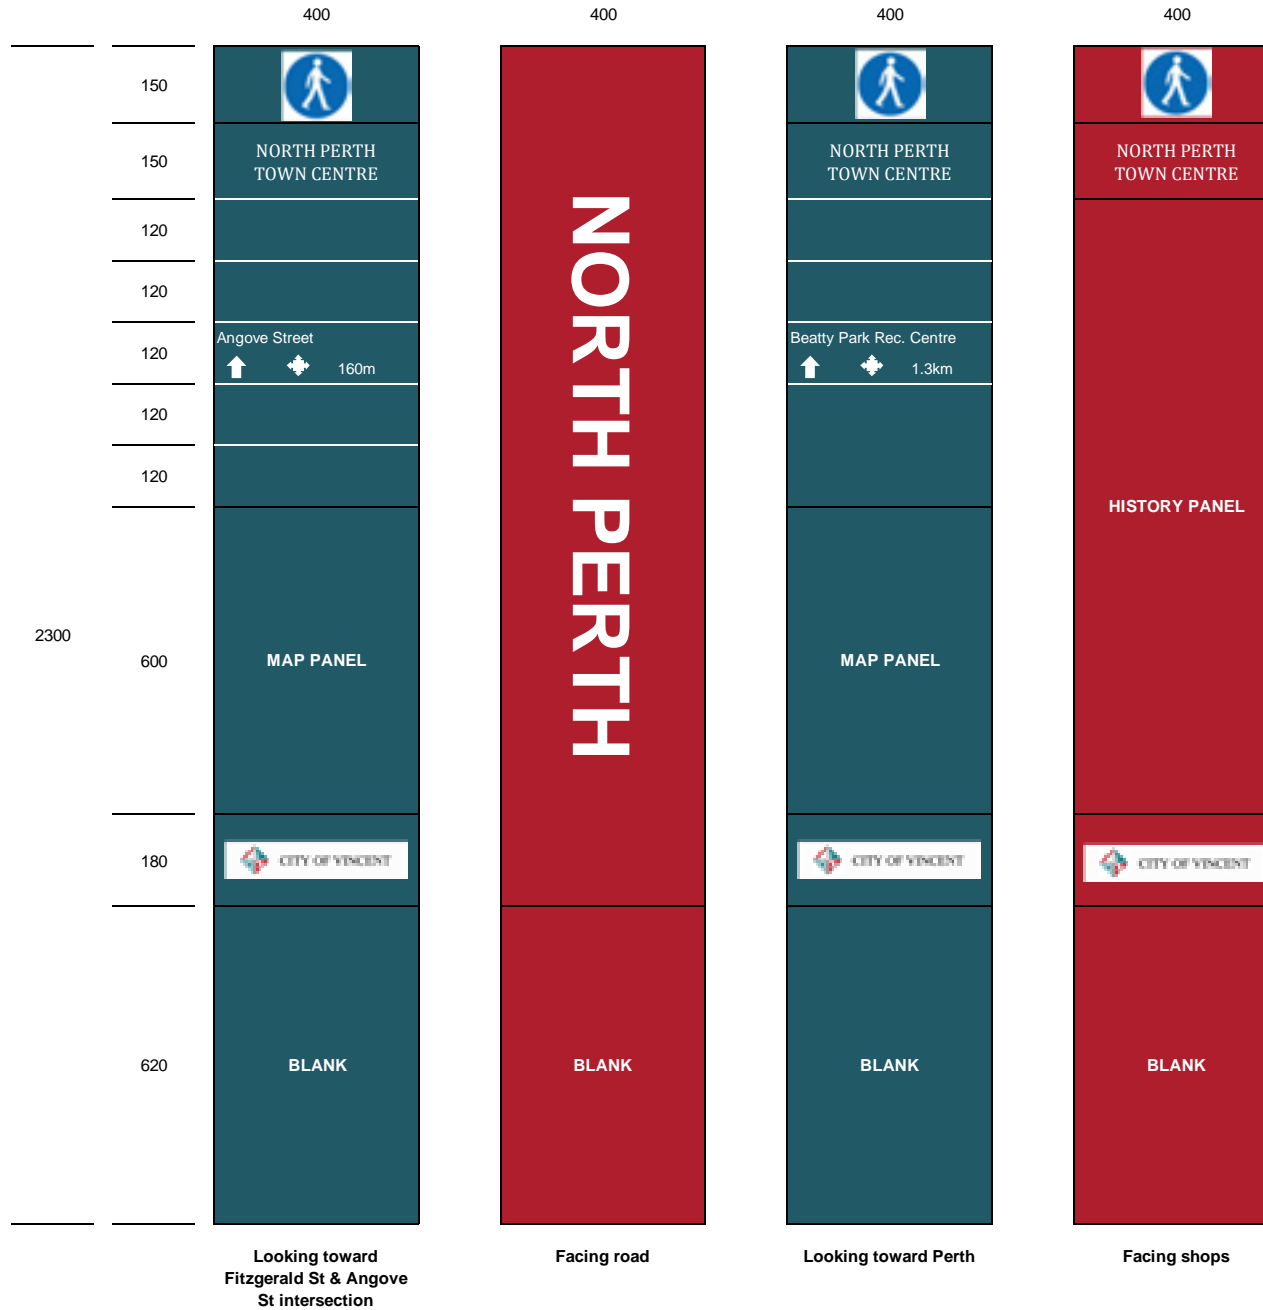 400
400
400
400
2300
150
150
120
120
120
120
120
600
180
620
NORTH PERTH
TOWN CENTRE
Angove Street
160m
MAP PANEL
CITY OF VINCENT
BLANK
Looking toward
Fitzgerald St & Angove
St intersection
NORTH PERTH
BLANK
Facing road
NORTH PERTH
TOWN CENTRE
Beatty Park Rec. Centre
1.3km
MAP PANEL
CITY OF VINCENT
BLANK
Looking toward Perth
NORTH PERTH
TOWN CENTRE
HISTORY PANEL
CITY OF VINCENT
BLANK
Facing shops